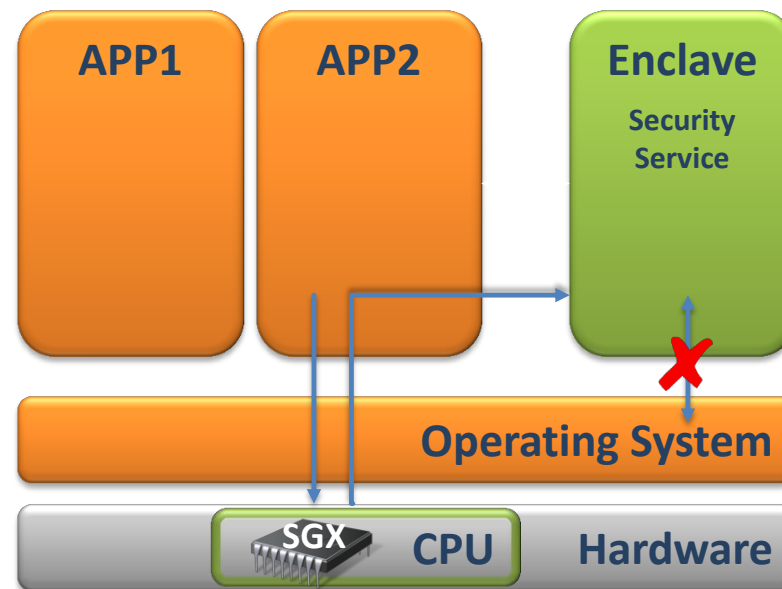 APP1
APP2
Enclave
Security
Service
Operating System
SGX
CPU
Hardware